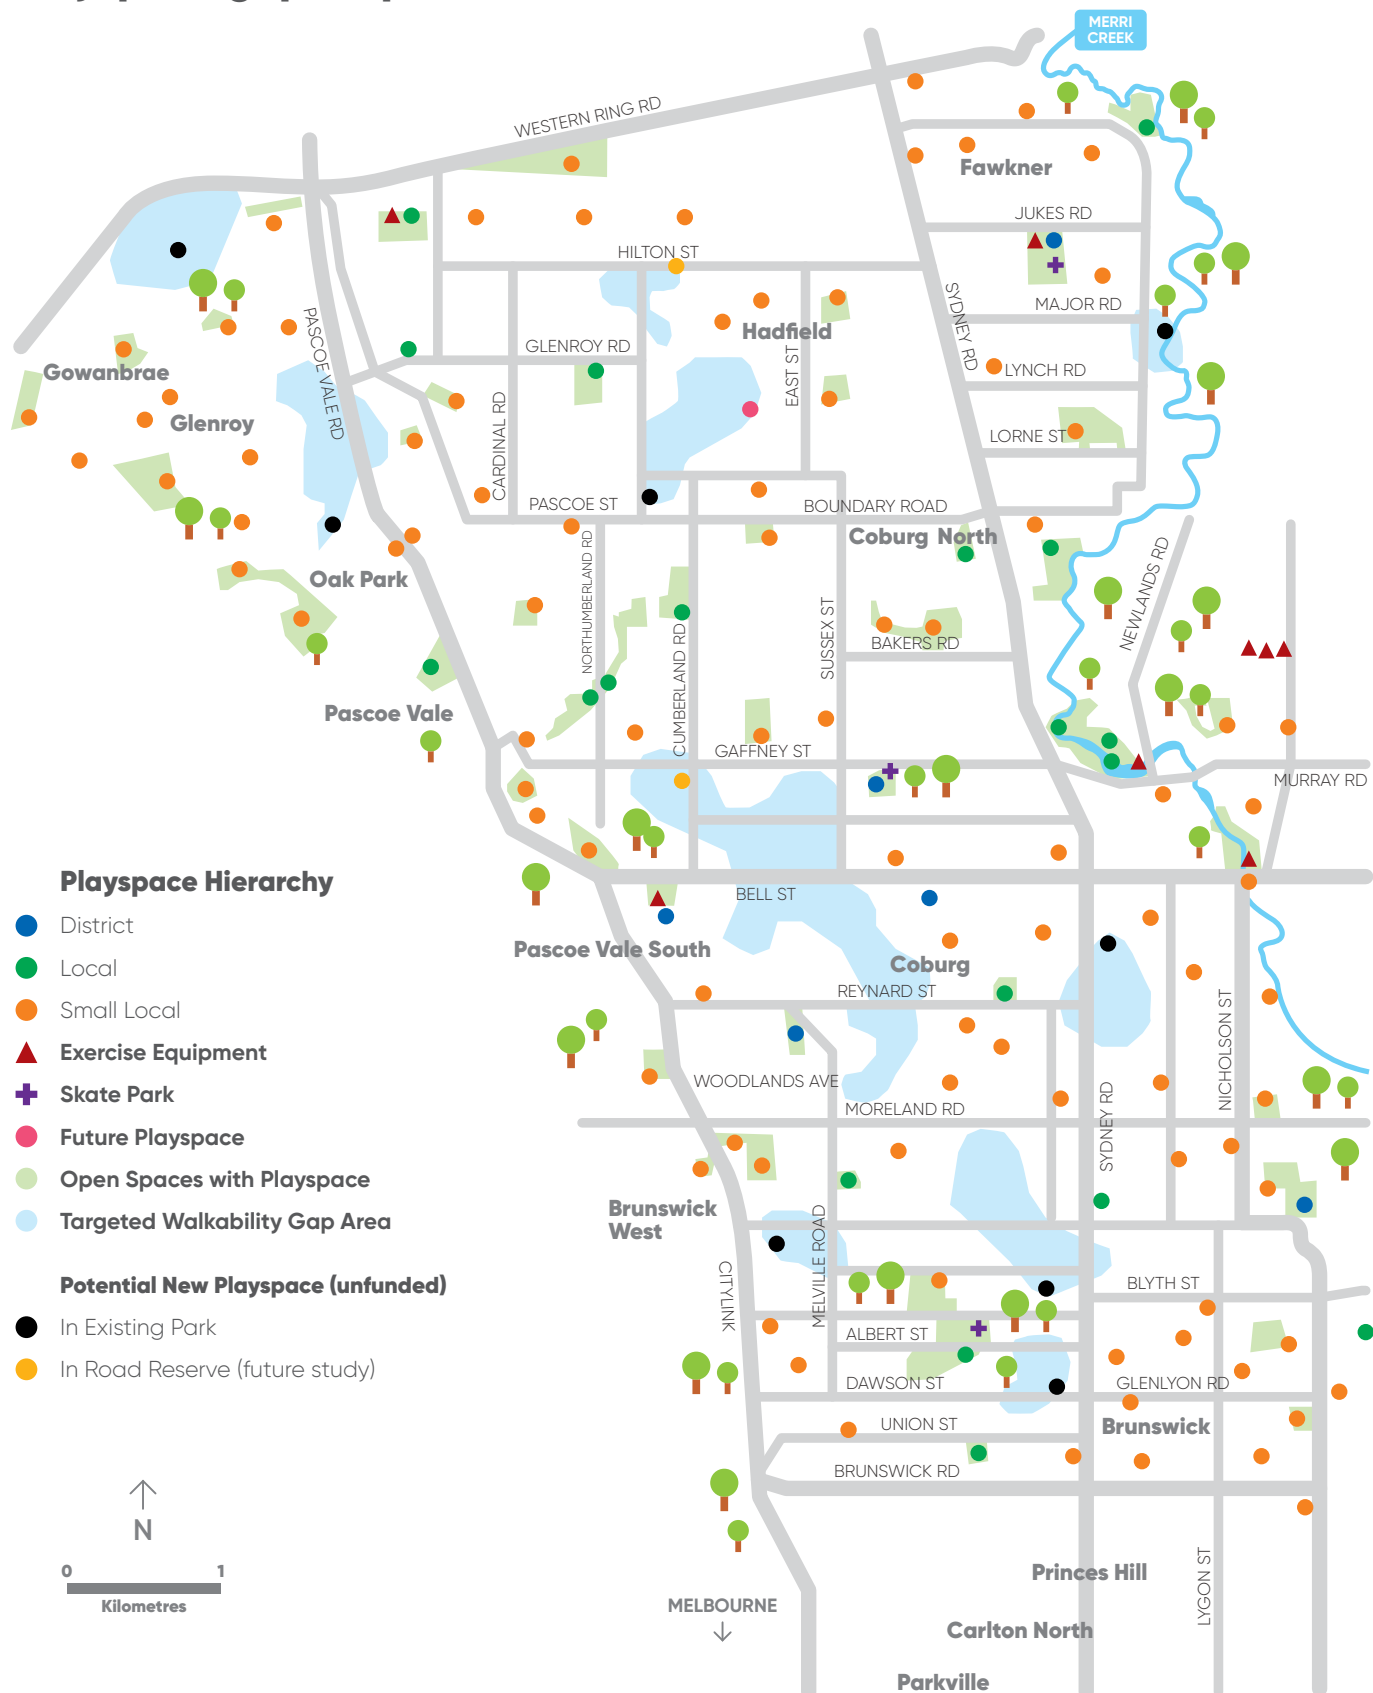 MERRI
CREEK
WESTERN RING RD
Fawkner
JUKES RD
HILTON ST
MAJOR RD
SYDNEY RD
PASCOE VALE RD
Hadfield
GLENROY RD
EAST ST
LYNCH RD
Gowanbrae
Glenroy
CARDINAL RD
LORNE ST
PASCOE ST
BOUNDARY ROAD
Coburg North
NORTHUMBERLAND RD
NEWLANDS RD
Oak Park
CUMBERLAND RD
SUSSEX ST
BAKERS RD
Pascoe Vale
GAFFNEY ST
MURRAY RD
Playspace Hierarchy
District
Local
Small Local
Exercise Equipment
Skate Park
Future Playspace
Open Spaces with Playspace
Targeted Walkability Gap Area
Potential New Playspace (unfunded)
In Existing Park
In Road Reserve (future study)
BELL ST
Pascoe Vale South
Coburg
REYNARD ST
NICHOLSON ST
WOODLANDS AVE
MORELAND RD
SYDNEY RD
Brunswick
West
MELVILLE ROAD
CITYLINK
BLYTH ST
ALBERT ST
DAWSON ST
GLENLYON RD
UNION ST
Brunswick
BRUNSWICK RD
N
0 1
Kilometres
MELBOURNE
LYGON ST
Princes Hill
Carlton North
Parkville